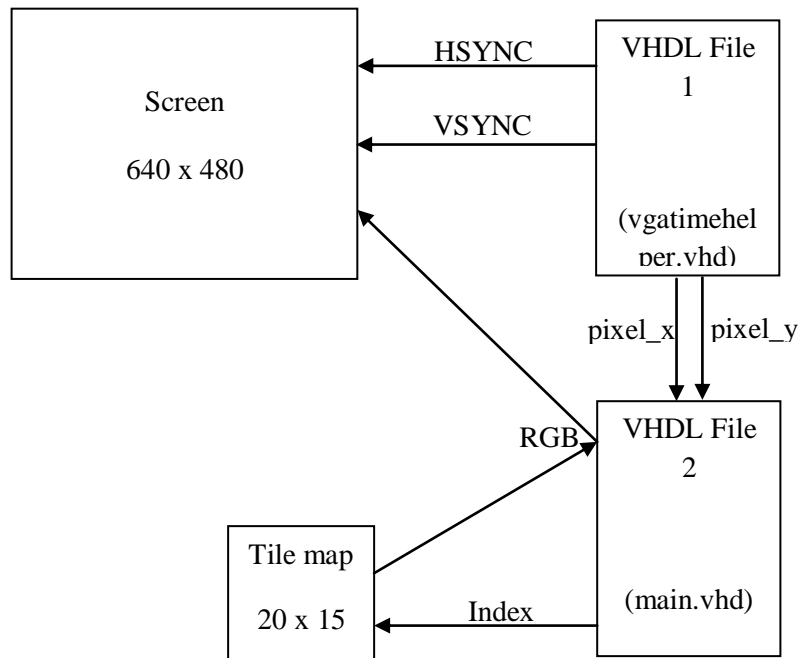 Screen
640 x 480
HSYNC
VSYNC
VHDL File
1
(vgatimehel
per.vhd)
pixel_x
pixel_y
RGB
VHDL File
2
(main.vhd)
Tile map
20 x 15
Index